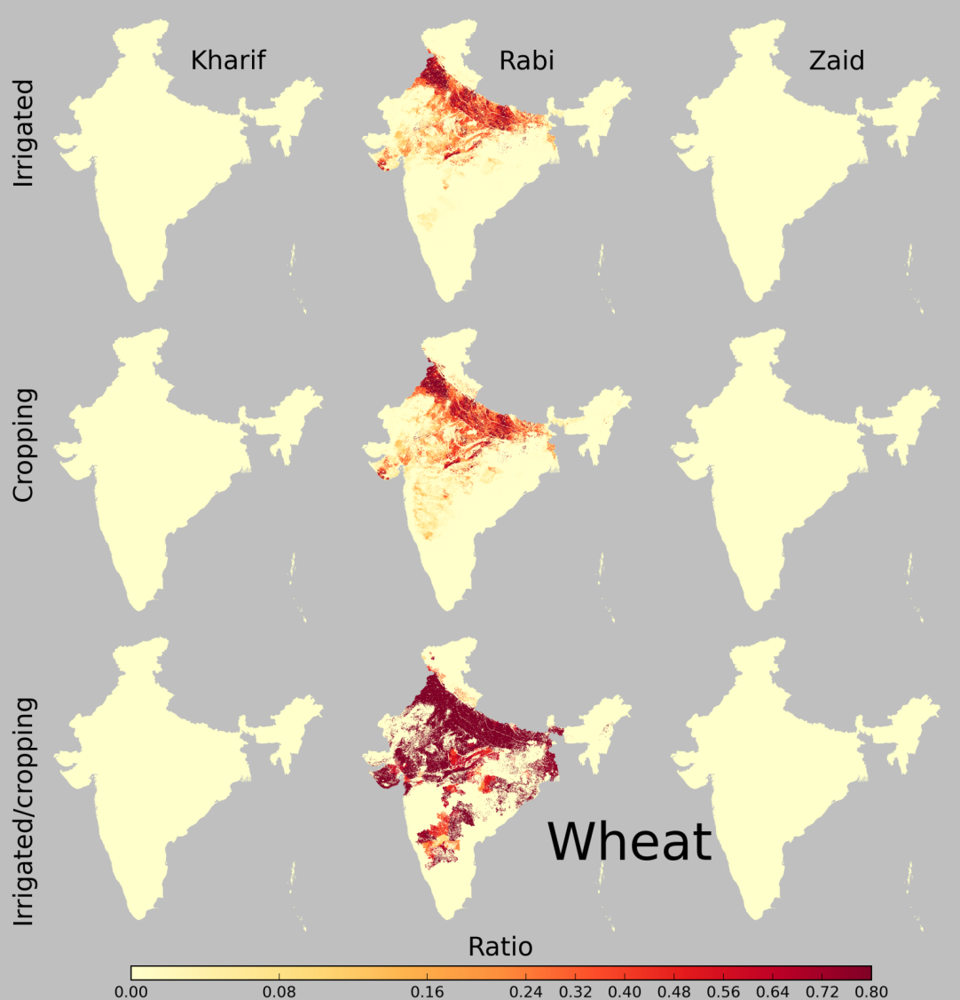 Kharif Rabi Zaid
Irrigated
Cropping
Irrigated/cropping
Wheat
Ratio
0.00 0.08 0.16 0.24 0.32 0.40 0.48 0.56 0.64 0.72 0.80